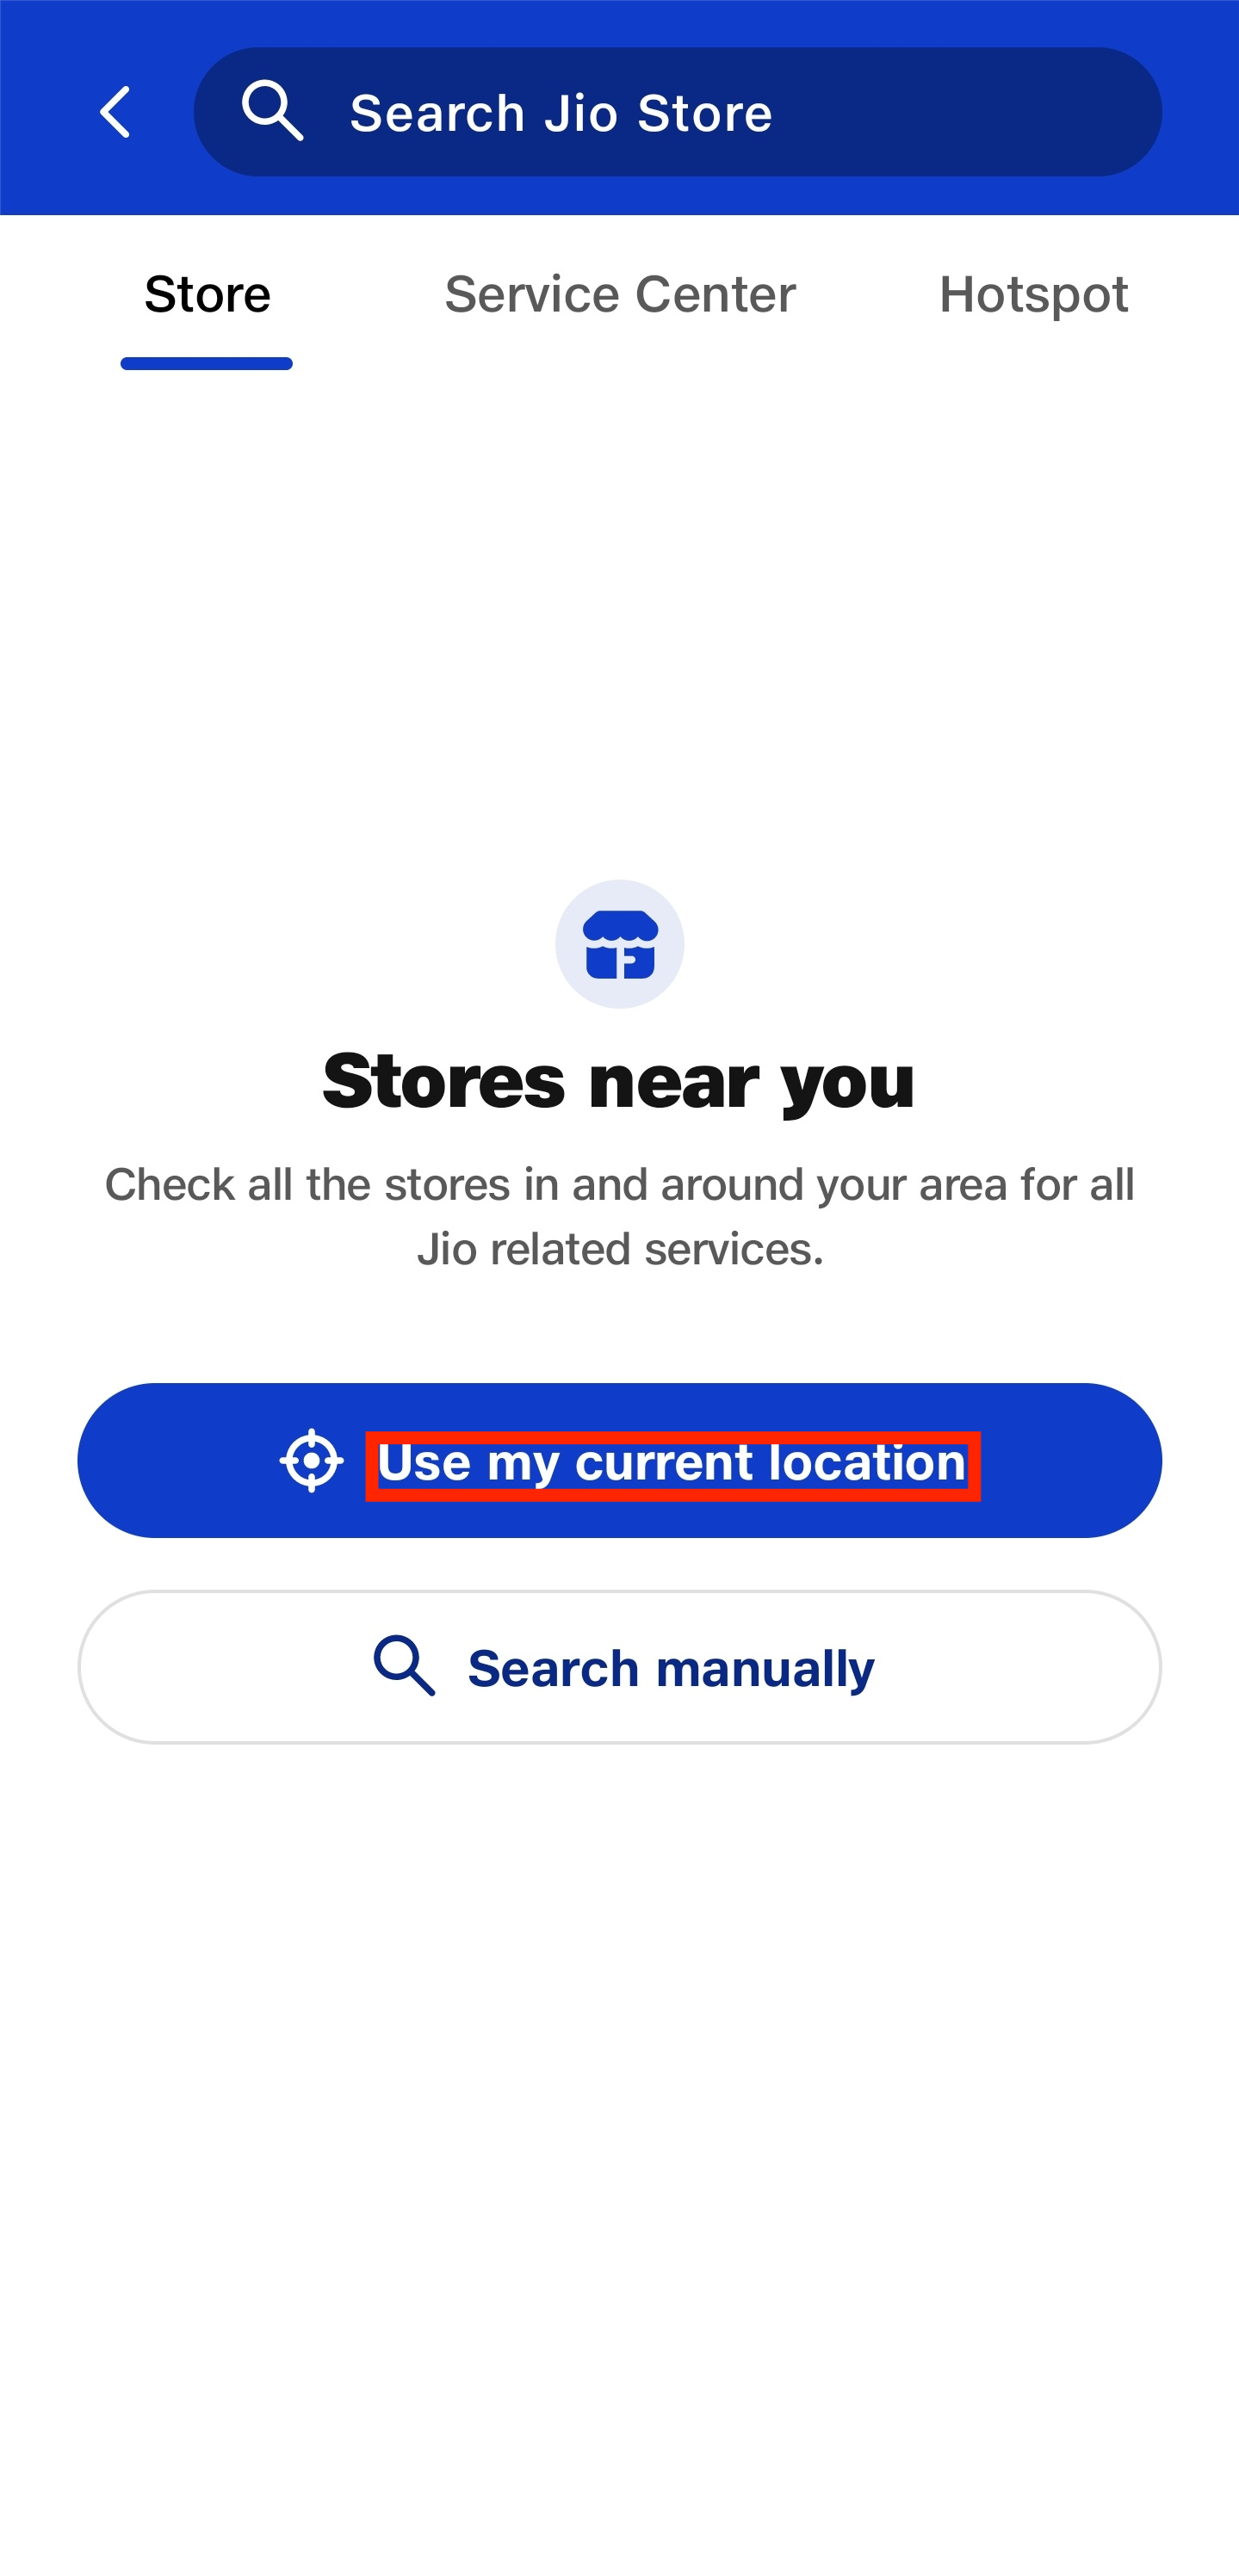 Search Jio Store
Store
Service Center
Hotspot
Stores near you
Check all the stores in and around your area for all
Jio related services.
Use my current location
Search manually